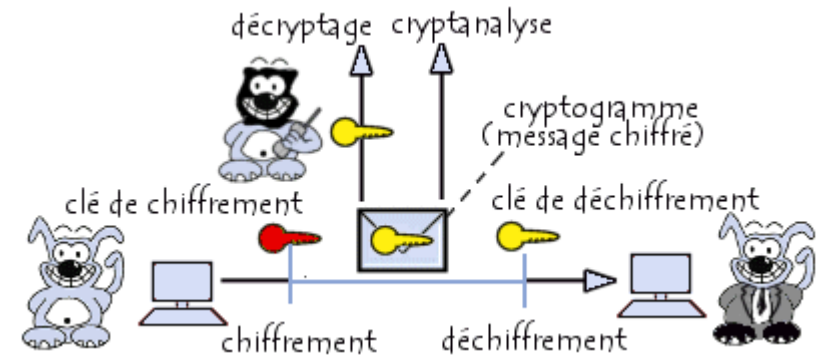 décryptage cryptanalyse
cryptogramme
(message chiffré)
clé de chiffrement
clé de déchiffrement
chiffrement
déchiffrement